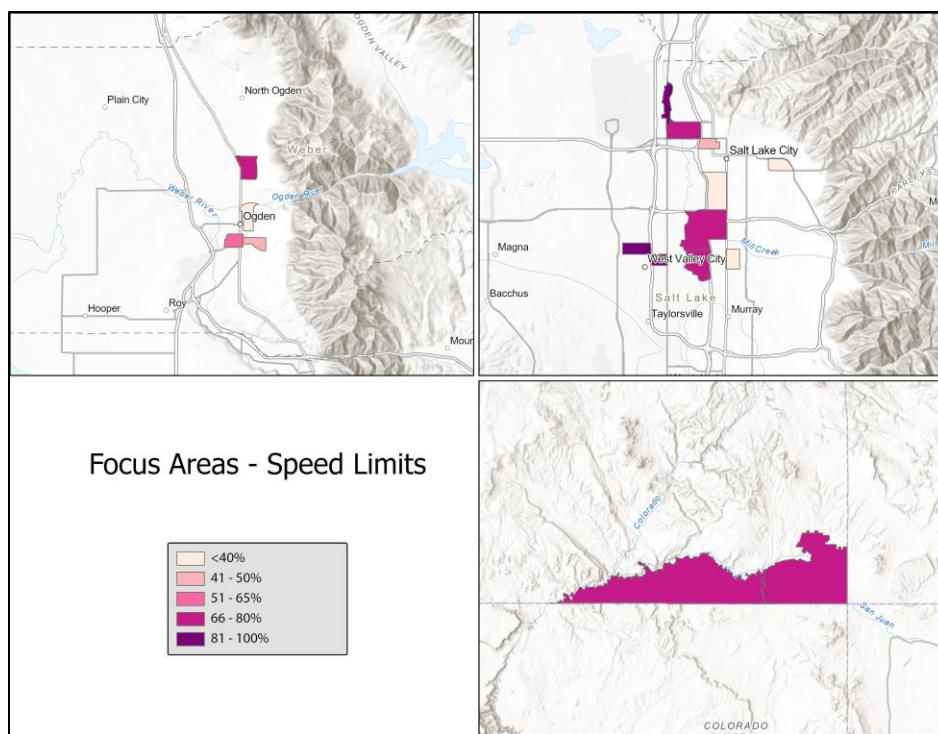 OGDEN VALLEY
Plain City
North Ogden
Weber
Weber River
Ogden River
Ogden
Hooper
Roy
Salt Lake City
PARLEYS
Magna
Mill Creek
Mill
West Valley City
Bacchus
Salt Lake
Taylorsville
Murray
Focus Areas - Speed Limits
<40%
41 - 50%
51 - 65%
66 - 80%
81 - 100%
Colorado
San Juan
COLORADO